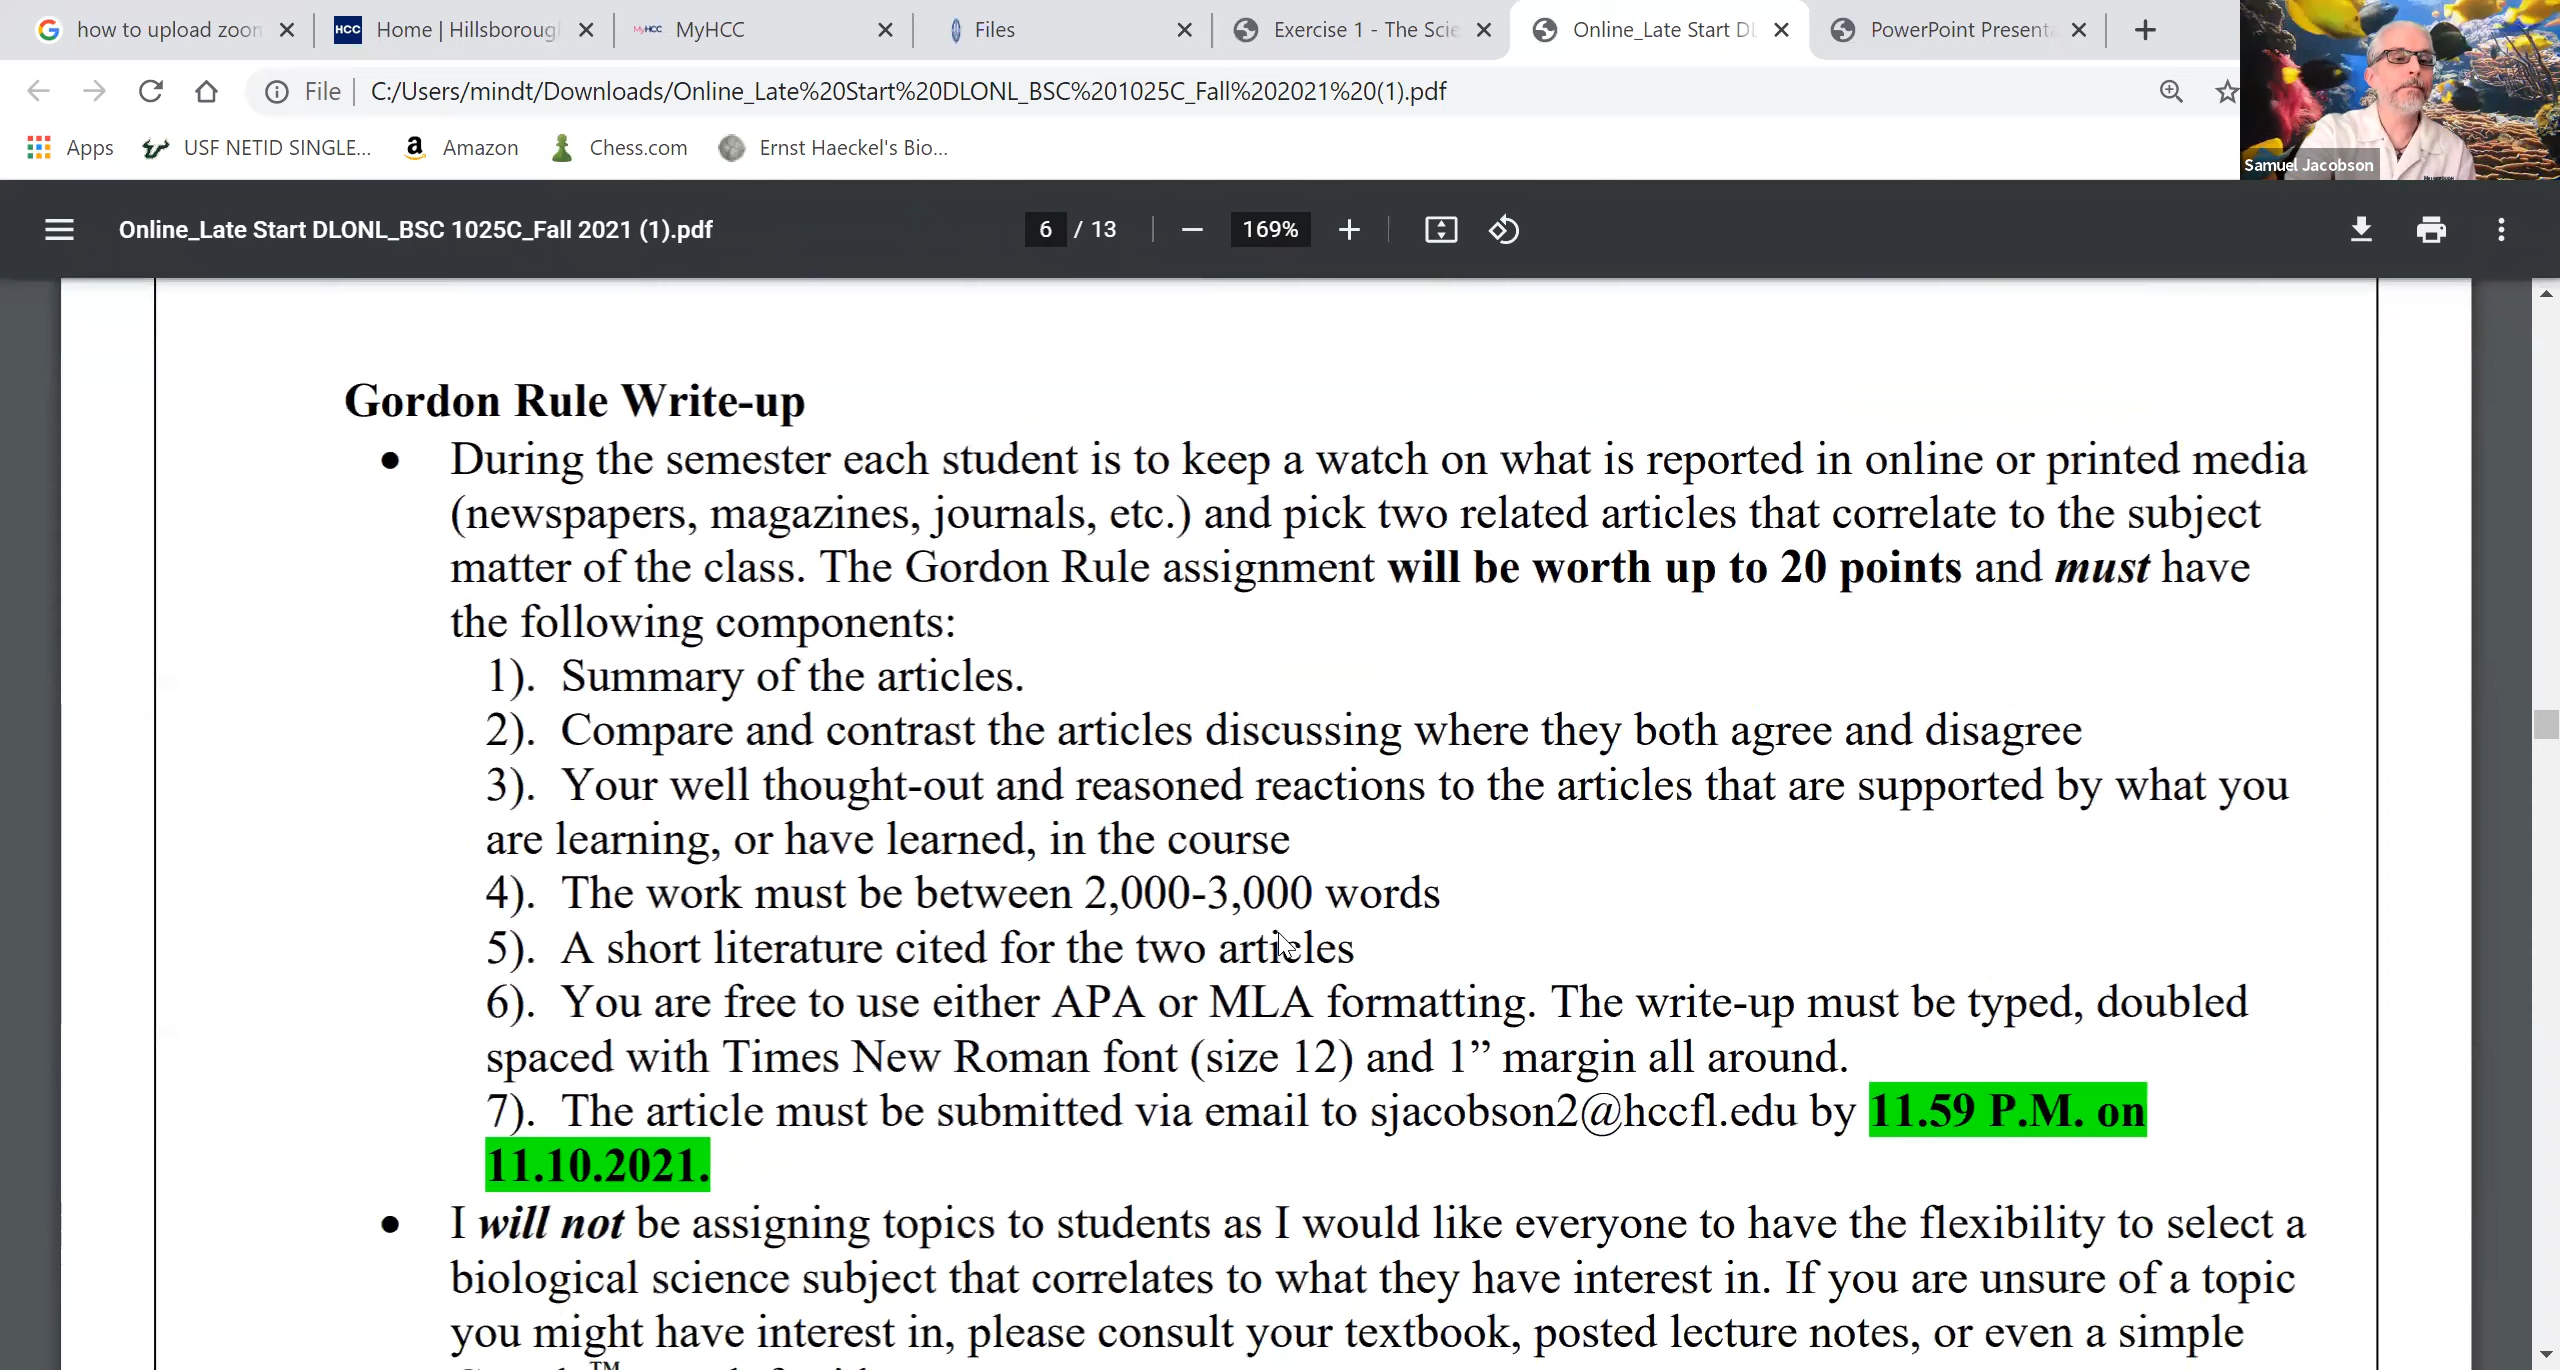 how to upload zoon
HCC Home | Hillsboroug
MyHCC MyHCC
Files
Exercise 1 - The Scie
Online_Late Start DL
PowerPoint Presenta
File C:/Users/mindt/Downloads/Online_Late%20Start%20DLONL_BSC%201025C_Fall%202021%20(1).pdf
Apps USF NETID SINGLE... Amazon Chess.com Ernst Haeckel's Bio...
Samuel Jacobson
Online_Late Start DLONL_BSC 1025C_Fall 2021 (1).pdf 6 / 13 169%
Gordon Rule Write-up
• During the semester each student is to keep a watch on what is reported in online or printed media
(newspapers, magazines, journals, etc.) and pick two related articles that correlate to the subject
matter of the class. The Gordon Rule assignment will be worth up to 20 points and must have
the following components:
1). Summary of the articles.
2). Compare and contrast the articles discussing where they both agree and disagree
3). Your well thought-out and reasoned reactions to the articles that are supported by what you
are learning, or have learned, in the course
4). The work must be between 2,000-3,000 words
5). A short literature cited for the two articles
6). You are free to use either APA or MLA formatting. The write-up must be typed, doubled
spaced with Times New Roman font (size 12) and 1” margin all around.
7). The article must be submitted via email to sjacobson2@hccfl.edu by 11.59 P.M. on
11.10.2021.
• I will not be assigning topics to students as I would like everyone to have the flexibility to select a
biological science subject that correlates to what they have interest in. If you are unsure of a topic
you might have interest in, please consult your textbook, posted lecture notes, or even a simple